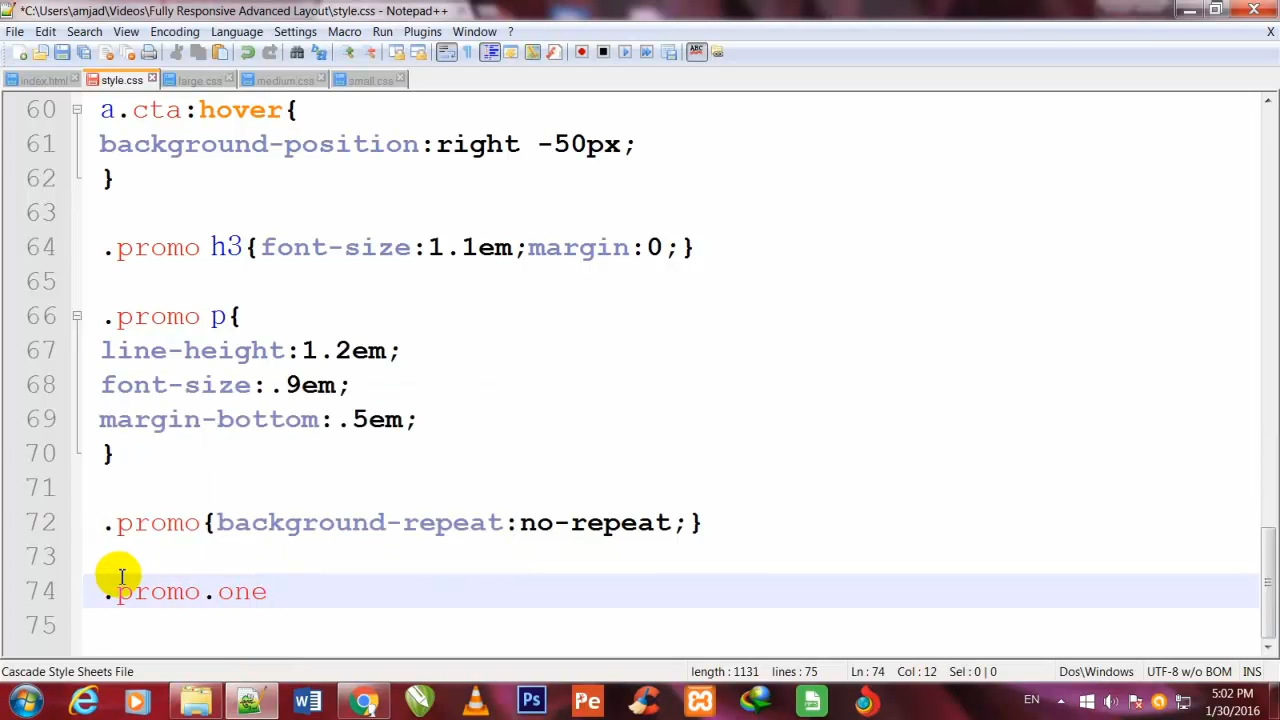 *C:\Users\amjad\Videos\Fully Responsive Advanced Layout\style.css - Notepad++
File Edit Search View Encoding Language Settings Macro Run Plugins Window ? X
index.html style.css large.css medium.css small.css
60 a.cta:hover{
61 background-position:right -50px;
62 }
63
64 .promo h3{font-size:1.1em;margin:0;}
65
66 .promo p{
67 line-height:1.2em;
68 font-size:.9em;
69 margin-bottom:.5em;
70 }
71
72 .promo{background-repeat:no-repeat;}
73
74 .promo.one
75
Cascade Style Sheets File length : 1131 lines : 75 Ln : 74 Col : 12 Sel : 0 | 0 Dos\Windows UTF-8 w/o BOM INS
W Ps Pe EN 5:02 PM
1/30/2016